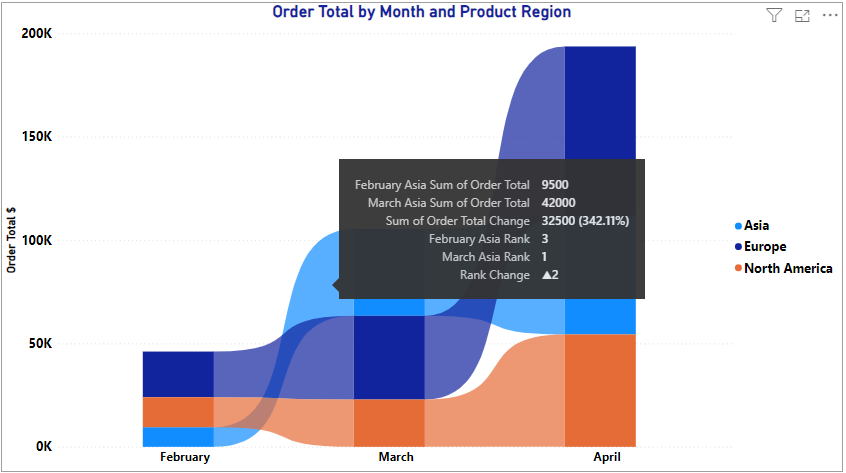 Order Total by Month and Product Region
200K
150K
100K
50K
0K
Order Total $
February Asia Sum of Order Total 9500
March Asia Sum of Order Total 42000
Sum of Order Total Change 32500 (342.11%)
February Asia Rank 3
March Asia Rank 1
Rank Change ▲2
Asia
Europe
North America
February March April